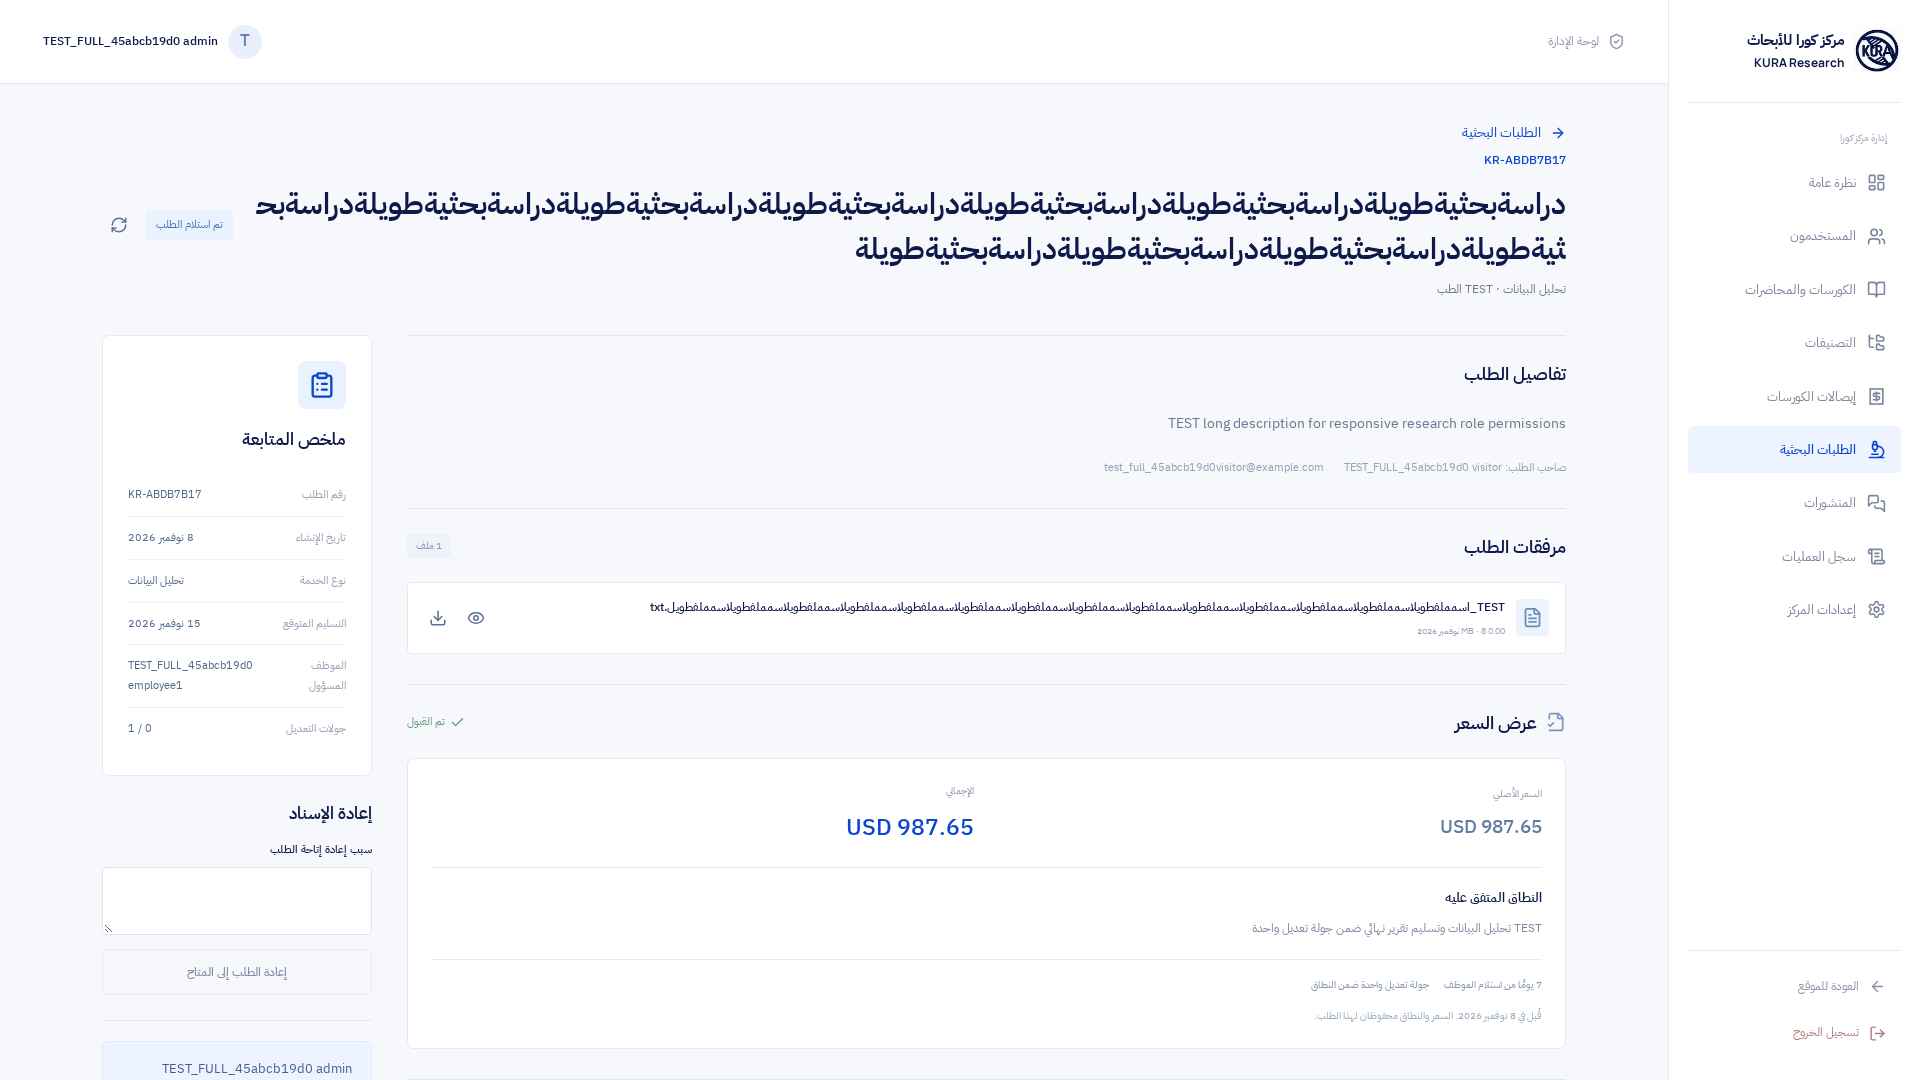 مركز كورا للأبحاث
KURA Research
KURA
إدارة مركز كورا
نظرة عامة
المستخدمون
الكورسات والمحاضرات
التصنيفات
إيصالات الكورسات
الطلبات البحثية
المنشورات
سجل العمليات
إعدادات المركز
العودة للموقع
تسجيل الخروج
لوحة الإدارة
T
TEST_FULL_45abcb19d0 admin
الطلبات البحثية
KR-ABDB7B17
دراسةبحثيةطويلةدراسةبحثيةطويلةدراسةبحثيةطويلةدراسةبحثيةطويلةدراسةبحثيةطويلةدراسةبحثيةطويلةدراسةبح
ثيةطويلةدراسةبحثيةطويلةدراسةبحثيةطويلةدراسةبحثيةطويلة
تحليل البيانات · TEST الطب
تم استلام الطلب
تفاصيل الطلب
TEST long description for responsive research role permissions
صاحب الطلب: TEST_FULL_45abcb19d0 visitor
test_full_45abcb19d0visitor@example.com
مرفقات الطلب
1 ملف
TEST_اسمملفطويلاسمملفطويلاسمملفطويلاسمملفطويلاسمملفطويلاسمملفطويلاسمملفطويلاسمملفطويلاسمملفطويلاسمملفطويل.txt
0.00 MB · 8 نوفمبر 2026
عرض السعر
تم القبول
السعر الأصلي
USD 987.65
الإجمالي
USD 987.65
النطاق المتفق عليه
TEST تحليل البيانات وتسليم تقرير نهائي ضمن جولة تعديل واحدة
7 يومًا من استلام الموظف
جولة تعديل واحدة ضمن النطاق
قُبل في 8 نوفمبر 2026. السعر والنطاق محفوظان لهذا الطلب.
ملخص المتابعة
رقم الطلب
KR-ABDB7B17
تاريخ الإنشاء
8 نوفمبر 2026
نوع الخدمة
تحليل البيانات
التسليم المتوقع
15 نوفمبر 2026
الموظف المسؤول
TEST_FULL_45abcb19d0 employee1
جولات التعديل
0 / 1
إعادة الإسناد
سبب إعادة إتاحة الطلب
إعادة الطلب إلى المتاح
TEST_FULL_45abcb19d0 admin